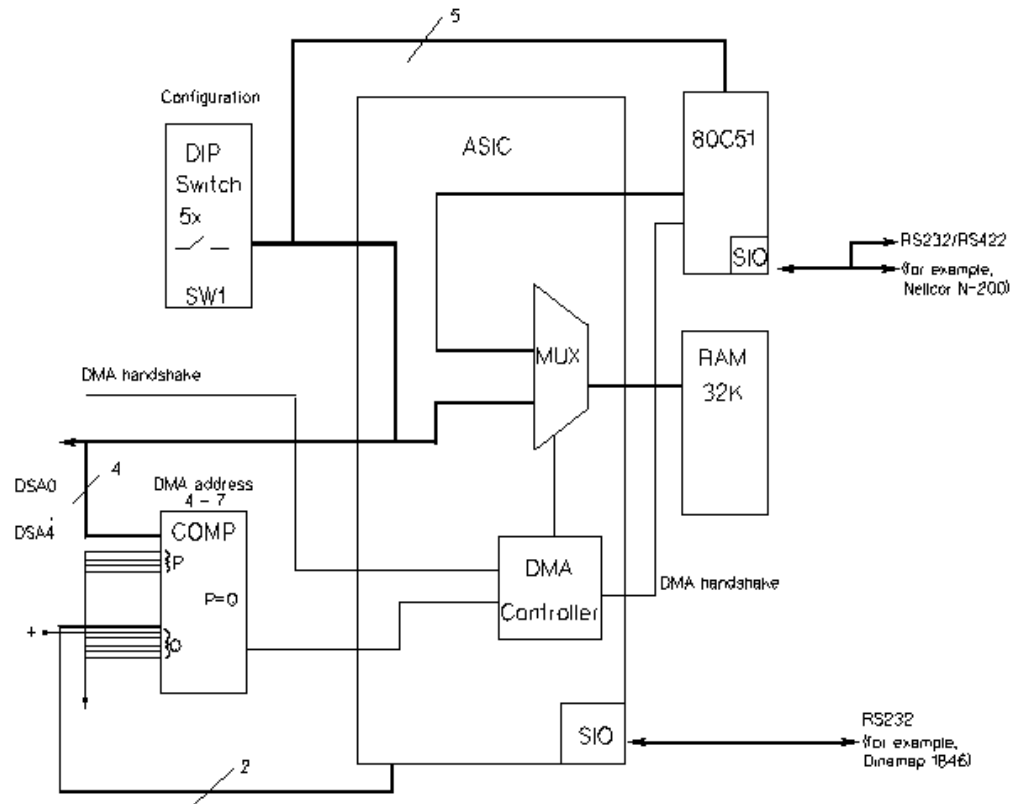 5
Configuration
DIP
Switch
5x
SW1
ASIC
80C51
SIO
RS232/RS422
(for example,
Nellcor N-200)
MUX
RAM
32K
DMA handshake
DSA0
4
DSA4
DMA address
4 - 7
COMP
P
P=Q
Q
+
DMA
Controller
DMA handshake
SIO
RS232
(for example,
Dinamap 1846)
2